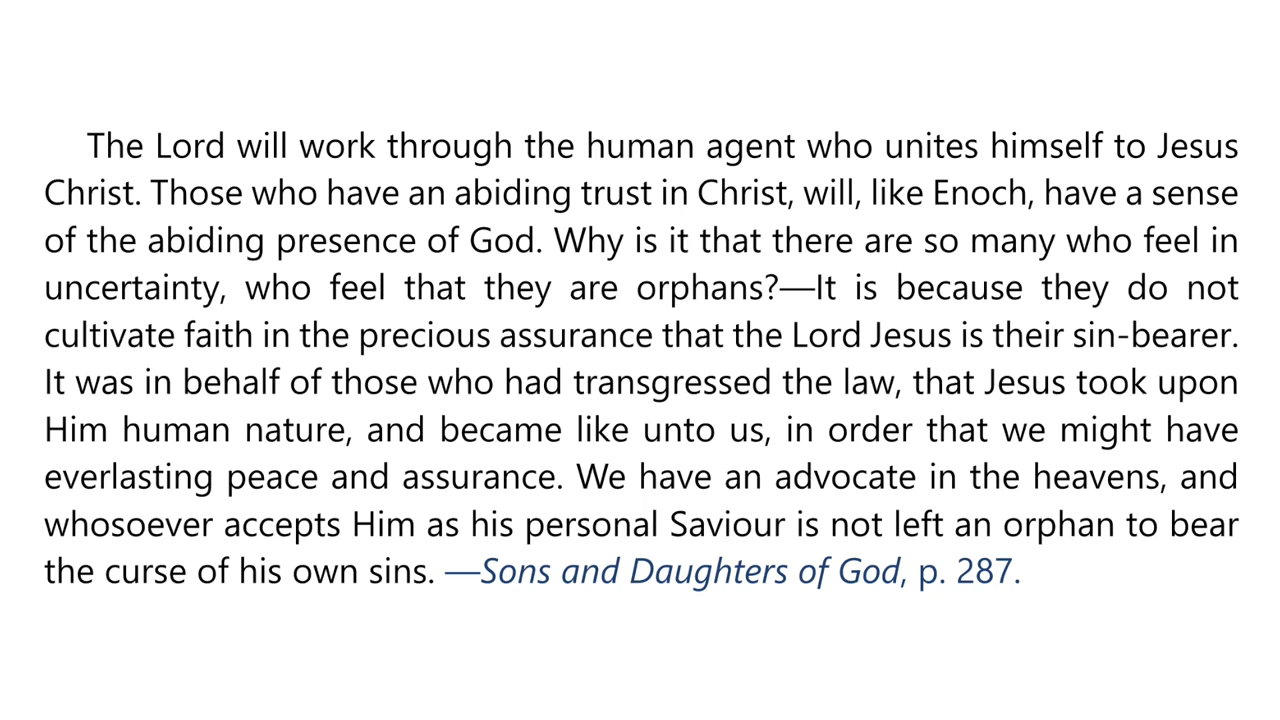 The Lord will work through the human agent who unites himself to Jesus
Christ. Those who have an abiding trust in Christ, will, like Enoch, have a sense
of the abiding presence of God. Why is it that there are so many who feel in
uncertainty, who feel that they are orphans?—It is because they do not
cultivate faith in the precious assurance that the Lord Jesus is their sin-bearer.
It was in behalf of those who had transgressed the law, that Jesus took upon
Him human nature, and became like unto us, in order that we might have
everlasting peace and assurance. We have an advocate in the heavens, and
whosoever accepts Him as his personal Saviour is not left an orphan to bear
the curse of his own sins. —Sons and Daughters of God, p. 287.